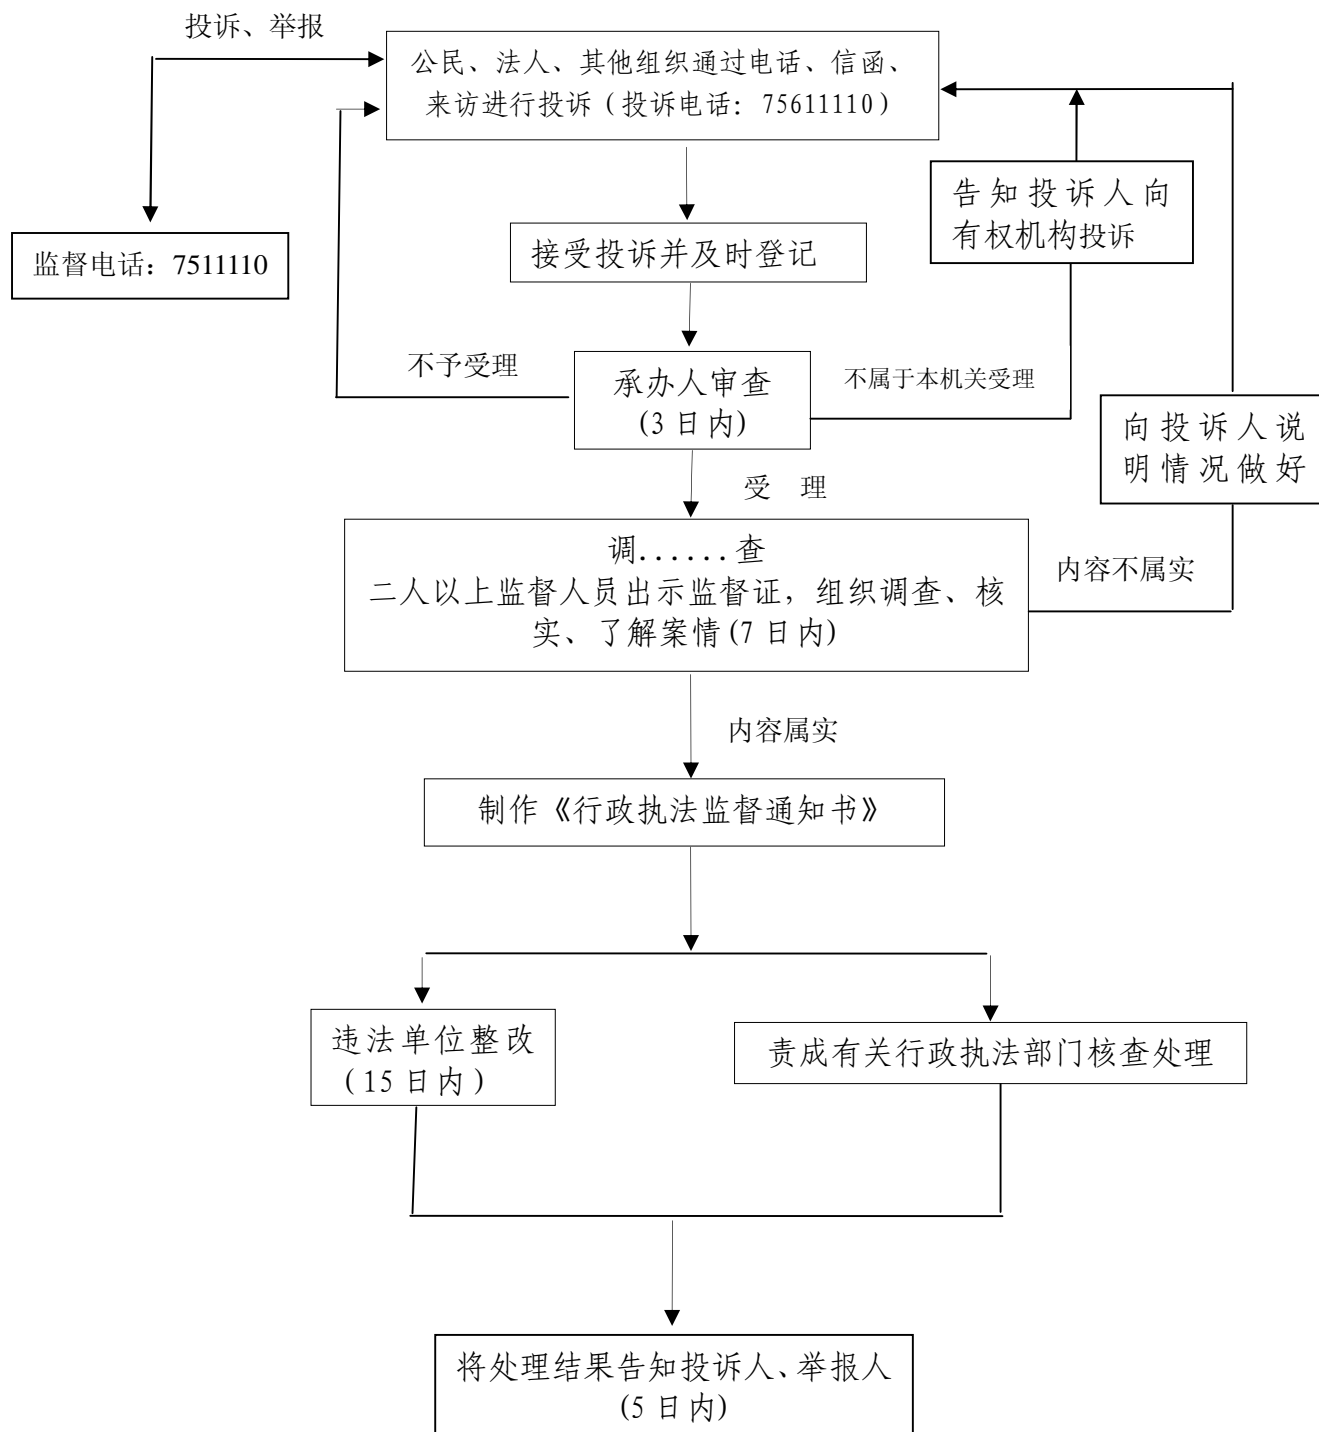 投诉、举报
公民、法人、其他组织通过电话、信函、
来访进行投诉（投诉电话：75611110）
告知投诉人向
有权机构投诉
监督电话：7511110
接受投诉并及时登记
不予受理
承办人审查
(3日内)
不属于本机关受理
向投诉人说
明情况做好
受 理
调......查
二人以上监督人员出示监督证，组织调查、核
实、了解案情(7日内)
内容不属实
内容属实
制作《行政执法监督通知书》
违法单位整改
（15日内）
责成有关行政执法部门核查处理
将处理结果告知投诉人、举报人
(5日内)